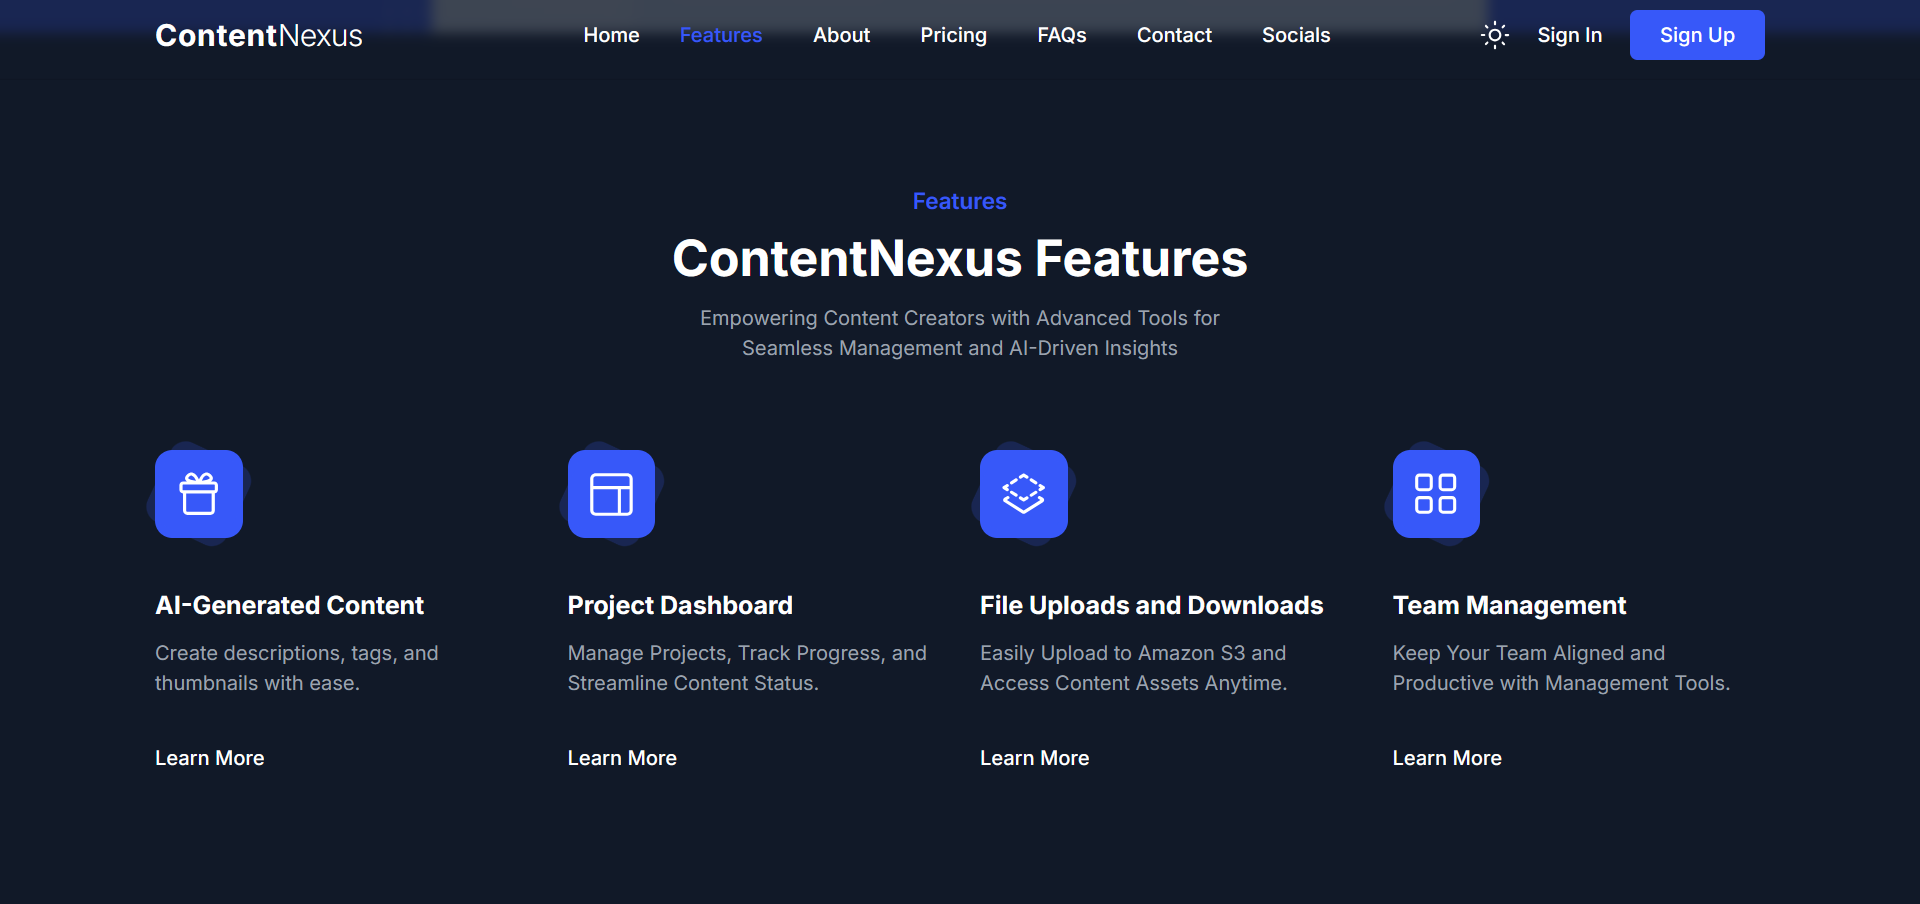 ContentNexus Home Features About Pricing FAQs Contact Socials Sign In Sign Up
Features
ContentNexus Features
Empowering Content Creators with Advanced Tools for
Seamless Management and AI-Driven Insights
AI-Generated Content
Create descriptions, tags, and
thumbnails with ease.
Learn More
Project Dashboard
Manage Projects, Track Progress, and
Streamline Content Status.
Learn More
File Uploads and Downloads
Easily Upload to Amazon S3 and
Access Content Assets Anytime.
Learn More
Team Management
Keep Your Team Aligned and
Productive with Management Tools.
Learn More